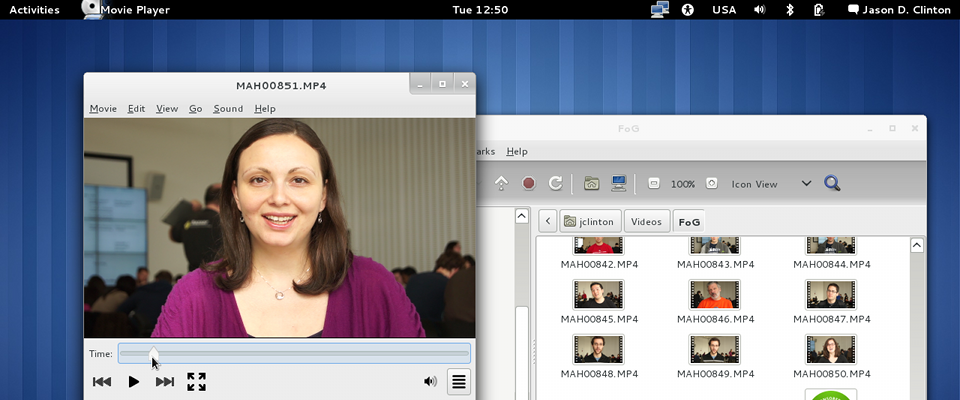 Activities Movie Player Tue 12:50 USA Jason D. Clinton
MAH00851.MP4
Movie Edit View Go Sound Help
Time:
FoG
arks Help
100% Icon View
jclinton Videos FoG
MAH00842.MP4 MAH00843.MP4 MAH00844.MP4
MAH00845.MP4 MAH00846.MP4 MAH00847.MP4
MAH00848.MP4 MAH00849.MP4 MAH00850.MP4